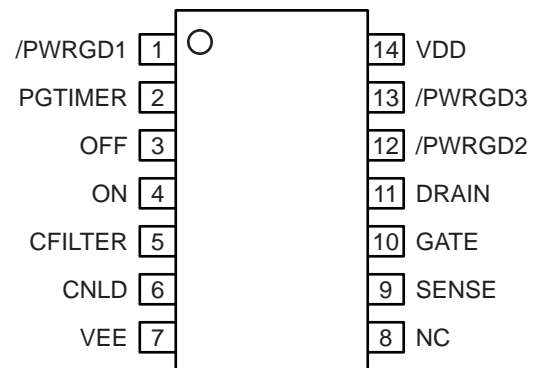 /PWRGD1 1 14 VDD
PGTIMER 2 13 /PWRGD3
OFF 3 12 /PWRGD2
ON 4 11 DRAIN
CFILTER 5 10 GATE
CNLD 6 9 SENSE
VEE 7 8 NC